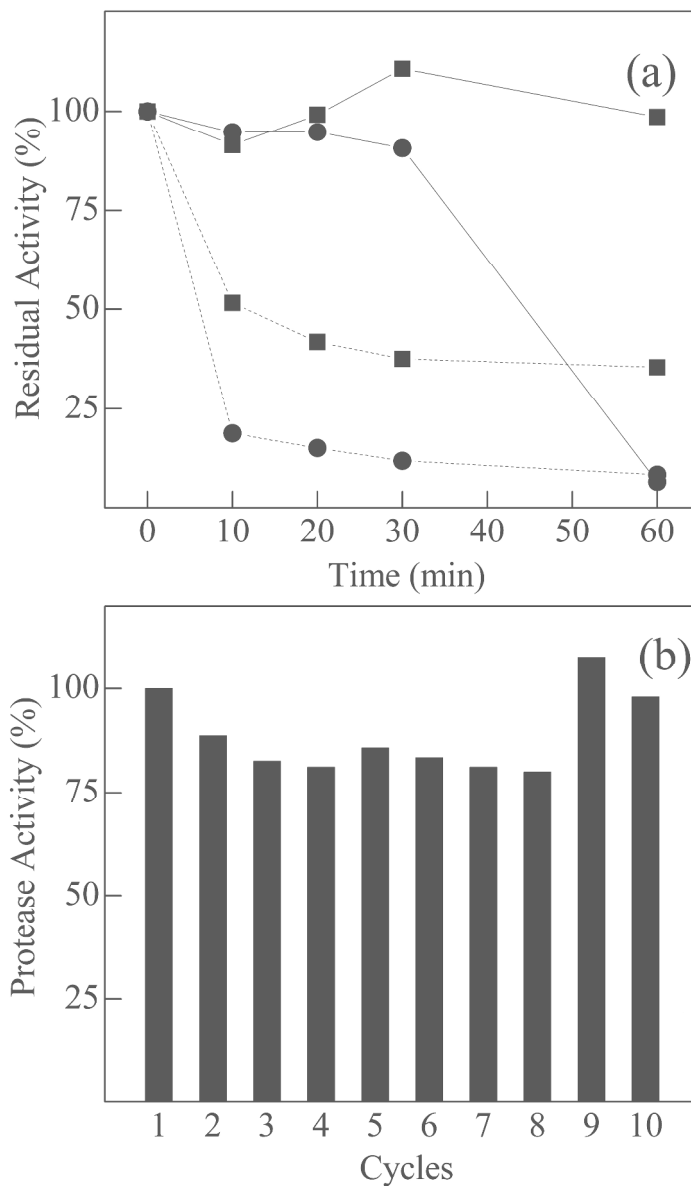 (a)
Residual Activity (%)
100
75
50
25
0 10 20 30 40 50 60
Time (min)
(b)
Protease Activity (%)
100
75
50
25
1 2 3 4 5 6 7 8 9 10
Cycles